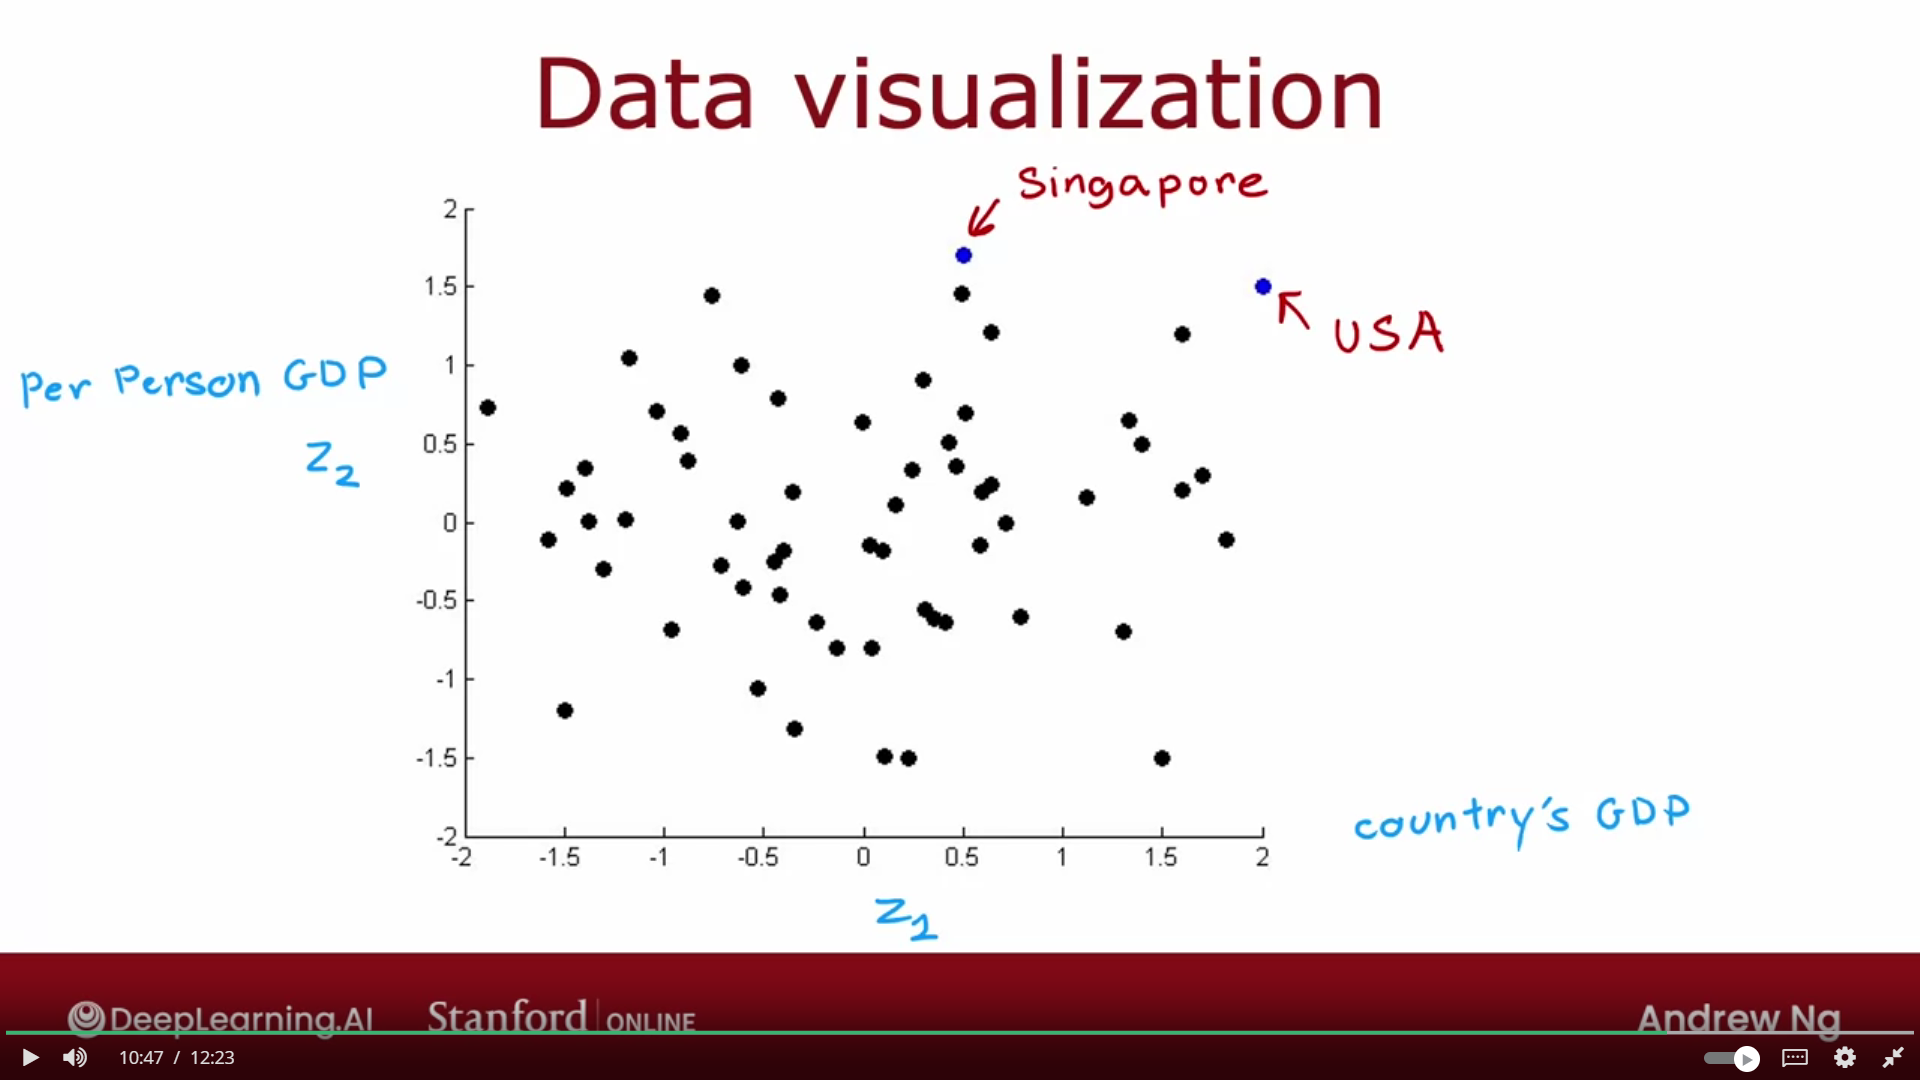 Data visualization
Singapore
USA
Per Person GDP
z2
2
1.5
1
0.5
0
-0.5
-1
-1.5
-2
-2 -1.5 -1 -0.5 0 0.5 1 1.5 2
country's GDP
z1
DeepLearning.AI Stanford | ONLINE Andrew Ng
10:47 / 12:23